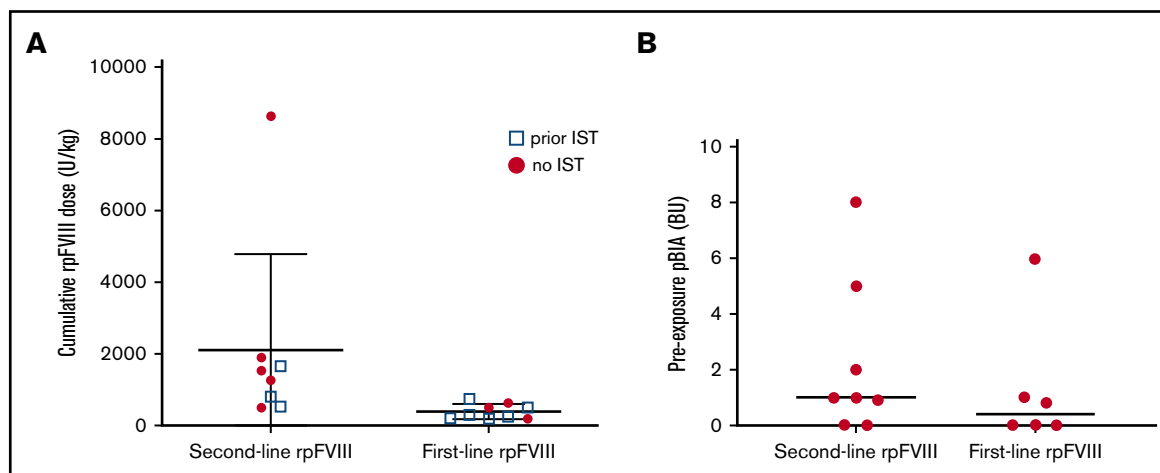 A
Cumulative rpFVIII dose (U/kg)
10000
8000
6000
4000
2000
0
prior IST
no IST
Second-line rpFVIII
First-line rpFVIII
B
Pre-exposure pBIA (BU)
10
8
6
4
2
0
Second-line rpFVIII
First-line rpFVIII